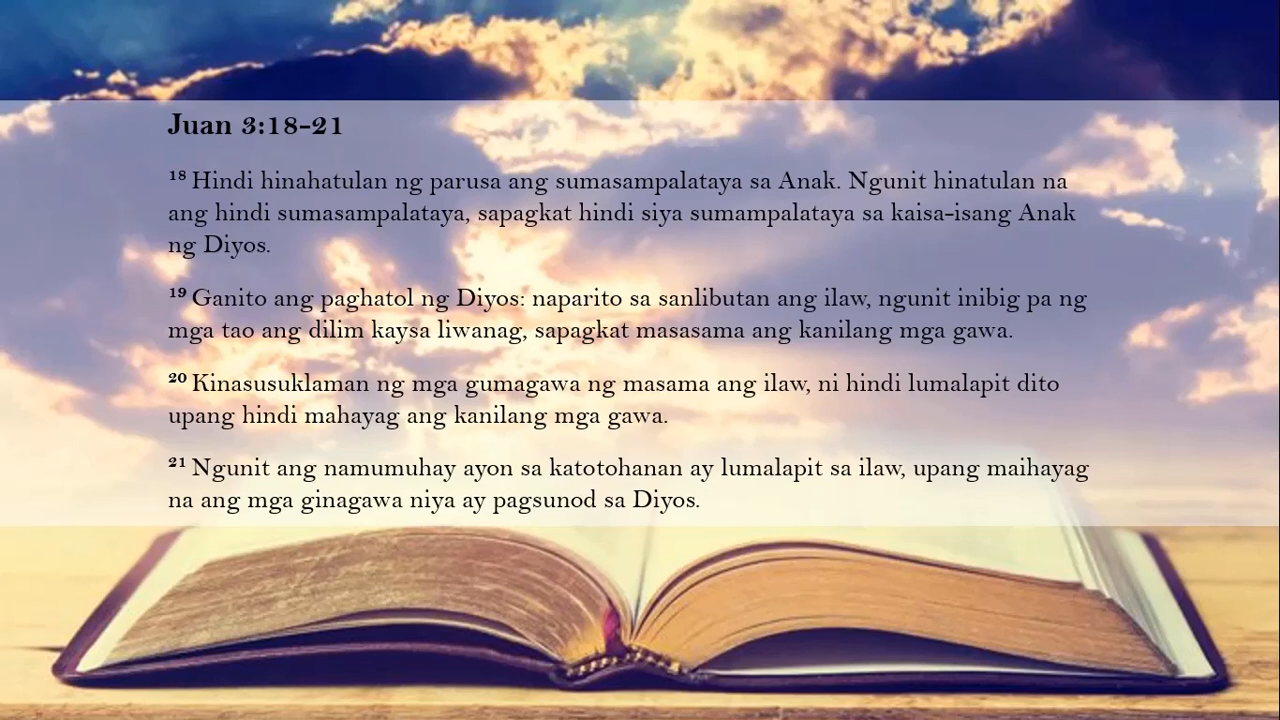 Juan 3:18-21
18 Hindi hinahatulan ng parusa ang sumasampalataya sa Anak. Ngunit hinatulan na
ang hindi sumasampalataya, sapagkat hindi siya sumampalataya sa kaisa-isang Anak
ng Diyos.
19 Ganito ang paghatol ng Diyos: naparito sa sanlibutan ang ilaw, ngunit inibig pa ng
mga tao ang dilim kaysa liwanag, sapagkat masasama ang kanilang mga gawa.
20 Kinasusuklaman ng mga gumagawa ng masama ang ilaw, ni hindi lumalapit dito
upang hindi mahayag ang kanilang mga gawa.
21 Ngunit ang namumuhay ayon sa katotohanan ay lumalapit sa ilaw, upang maihayag
na ang mga ginagawa niya ay pagsunod sa Diyos.